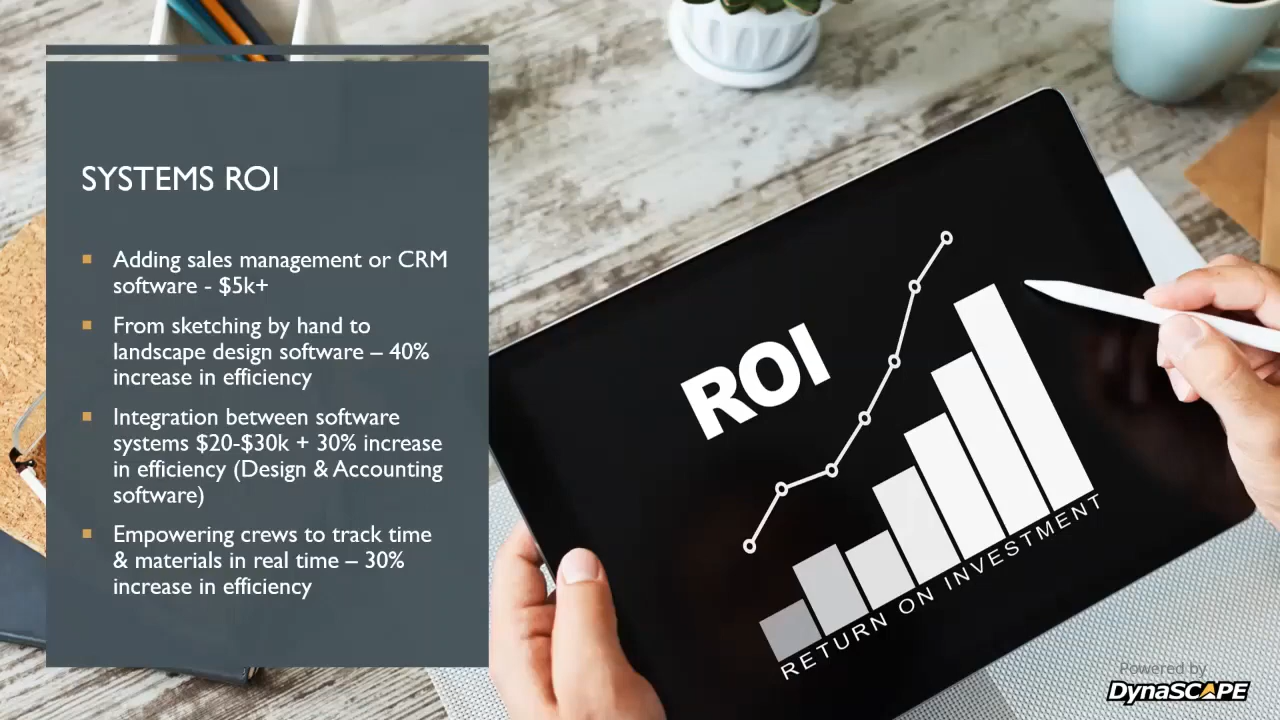 SYSTEMS ROI
▪ Adding sales management or CRM
software - $5k+
▪ From sketching by hand to
landscape design software – 40%
increase in efficiency
▪ Integration between software
systems $20-$30k + 30% increase
in efficiency (Design & Accounting
software)
▪ Empowering crews to track time
& materials in real time – 30%
increase in efficiency
ROI
RETURN ON INVESTMENT
Powered by
DynaSCAPE